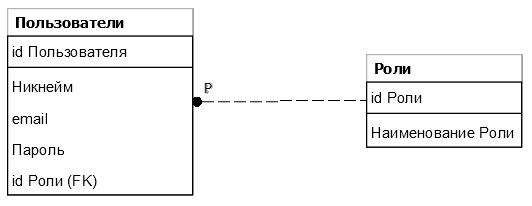 Пользователи
id Пользователя
Никнейм
email
Пароль
id Роли (FK)
P
Роли
id Роли
Наименование Роли